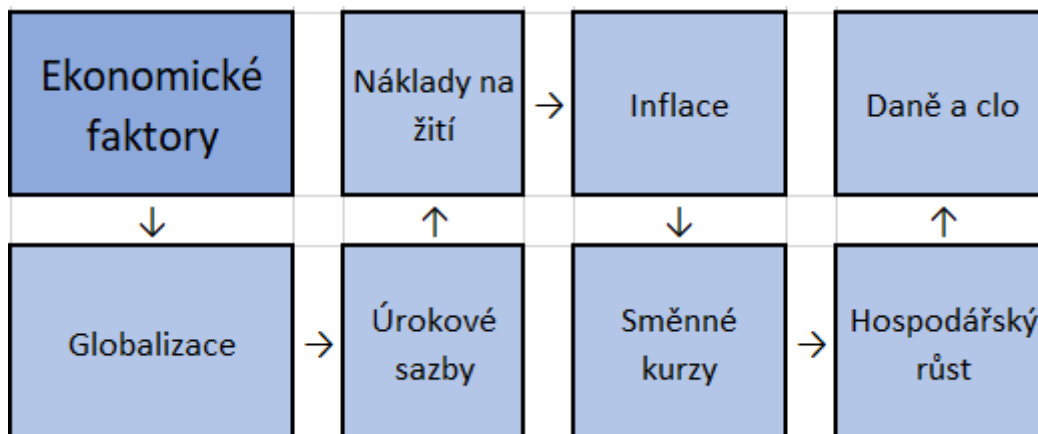 Ekonomické
faktory
↓
Globalizace
→
Úrokové
sazby
↑
Náklady na
žití
→
Inflace
↓
Směnné
kurzy
→
Hospodářský
růst
↑
Daně a clo